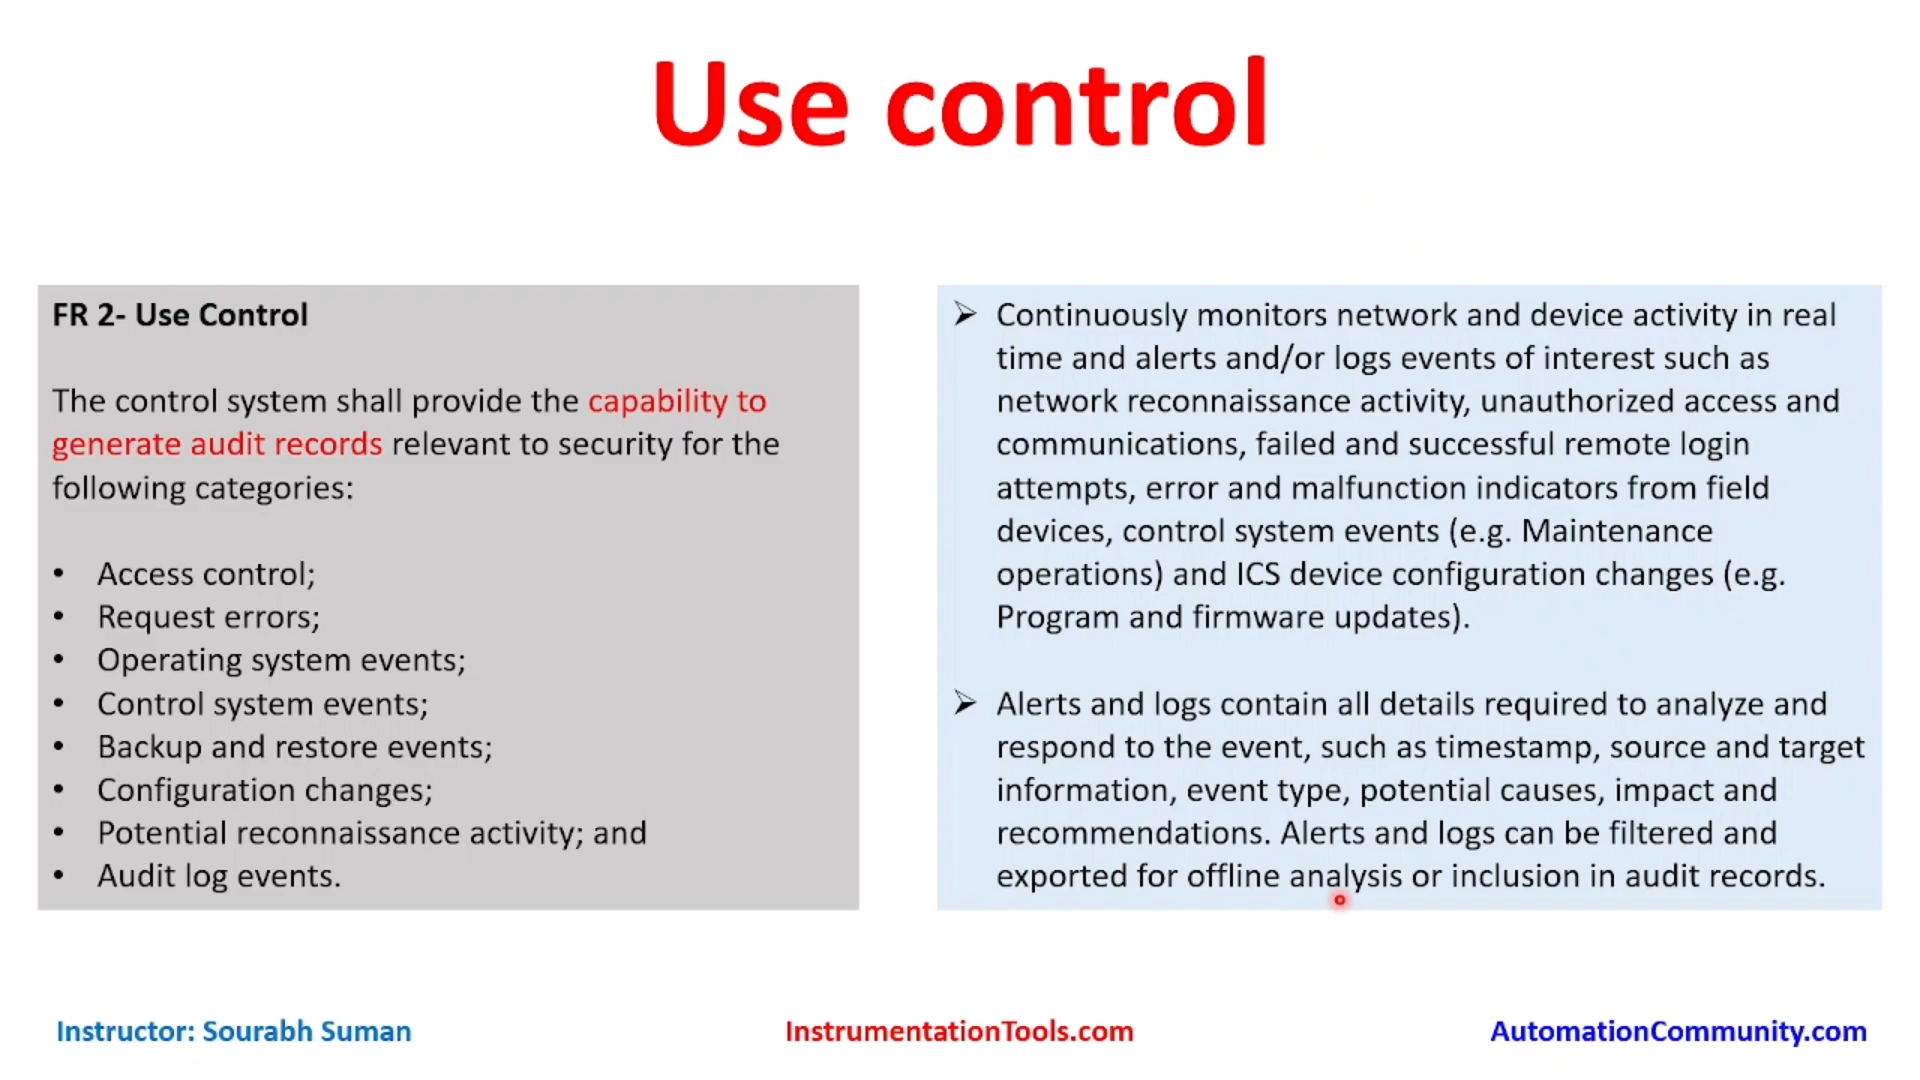 Use control
FR 2- Use Control
The control system shall provide the capability to
generate audit records relevant to security for the
following categories:
• Access control;
• Request errors;
• Operating system events;
• Control system events;
• Backup and restore events;
• Configuration changes;
• Potential reconnaissance activity; and
• Audit log events.
➢ Continuously monitors network and device activity in real
time and alerts and/or logs events of interest such as
network reconnaissance activity, unauthorized access and
communications, failed and successful remote login
attempts, error and malfunction indicators from field
devices, control system events (e.g. Maintenance
operations) and ICS device configuration changes (e.g.
Program and firmware updates).
➢ Alerts and logs contain all details required to analyze and
respond to the event, such as timestamp, source and target
information, event type, potential causes, impact and
recommendations. Alerts and logs can be filtered and
exported for offline analysis or inclusion in audit records.
Instructor: Sourabh Suman
InstrumentationTools.com
AutomationCommunity.com